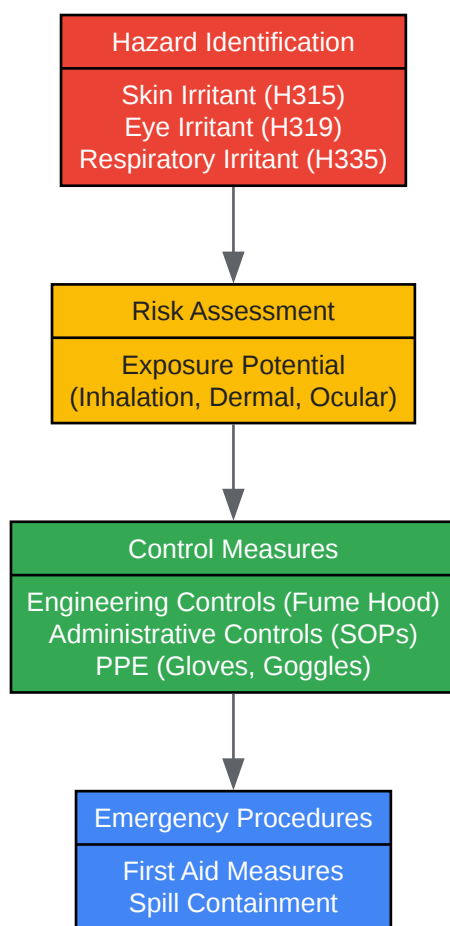 Hazard Identification
Skin Irritant (H315)
Eye Irritant (H319)
Respiratory Irritant (H335)
Risk Assessment
Exposure Potential
(Inhalation, Dermal, Ocular)
Control Measures
Engineering Controls (Fume Hood)
Administrative Controls (SOPs)
PPE (Gloves, Goggles)
Emergency Procedures
First Aid Measures
Spill Containment